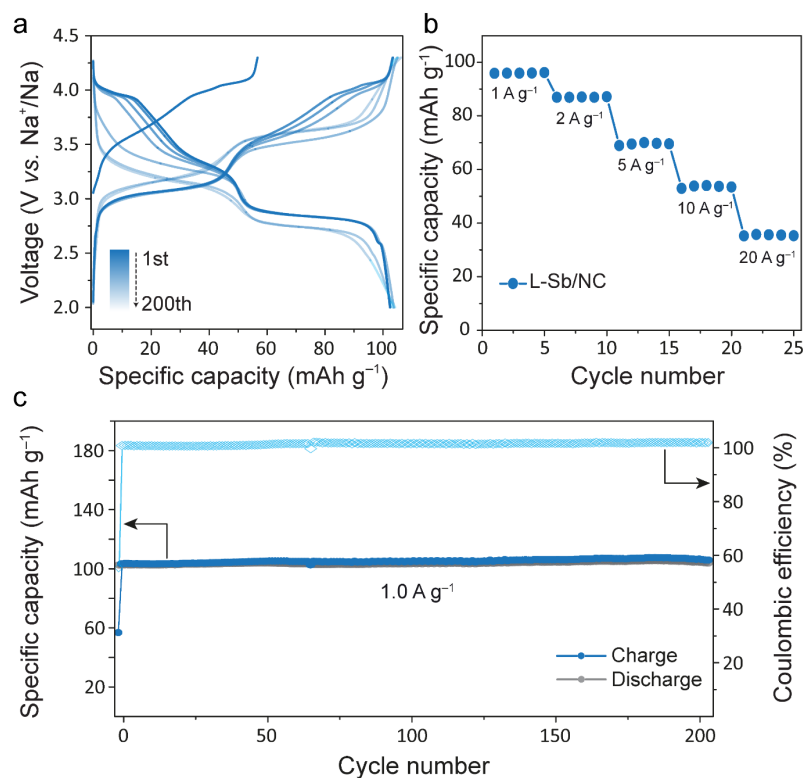 a
4.5
4.0
3.5
3.0
2.5
2.0
Voltage (V vs. Na⁺/Na)
1st
200th
0
20
40
60
80
100
Specific capacity (mAh g⁻¹)
b
100
80
60
40
20
0
Specific capacity (mAh g⁻¹)
1 A g⁻¹
2 A g⁻¹
5 A g⁻¹
10 A g⁻¹
20 A g⁻¹
L-Sb/NC
0
5
10
15
20
25
Cycle number
c
180
140
100
60
20
Specific capacity (mAh g⁻¹)
1.0 A g⁻¹
Charge
Discharge
100
80
60
40
20
Coulombic efficiency (%)
0
50
100
150
200
Cycle number